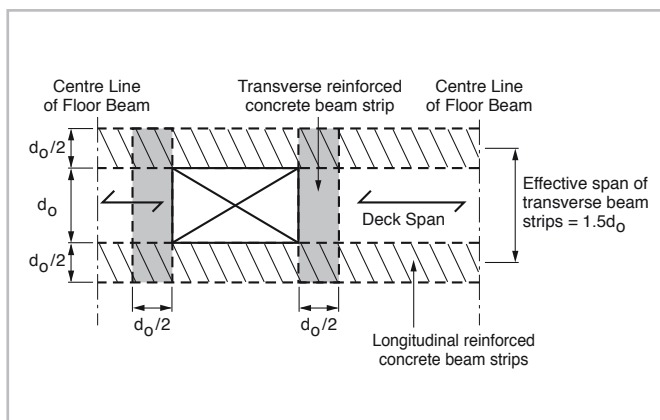 Centre Line
of Floor Beam
Transverse reinforced
concrete beam strip
Centre Line
of Floor Beam
do/2
do
do/2
Deck Span
Effective span of
transverse beam
strips = 1.5do
do/2
do/2
Longitudinal reinforced
concrete beam strips